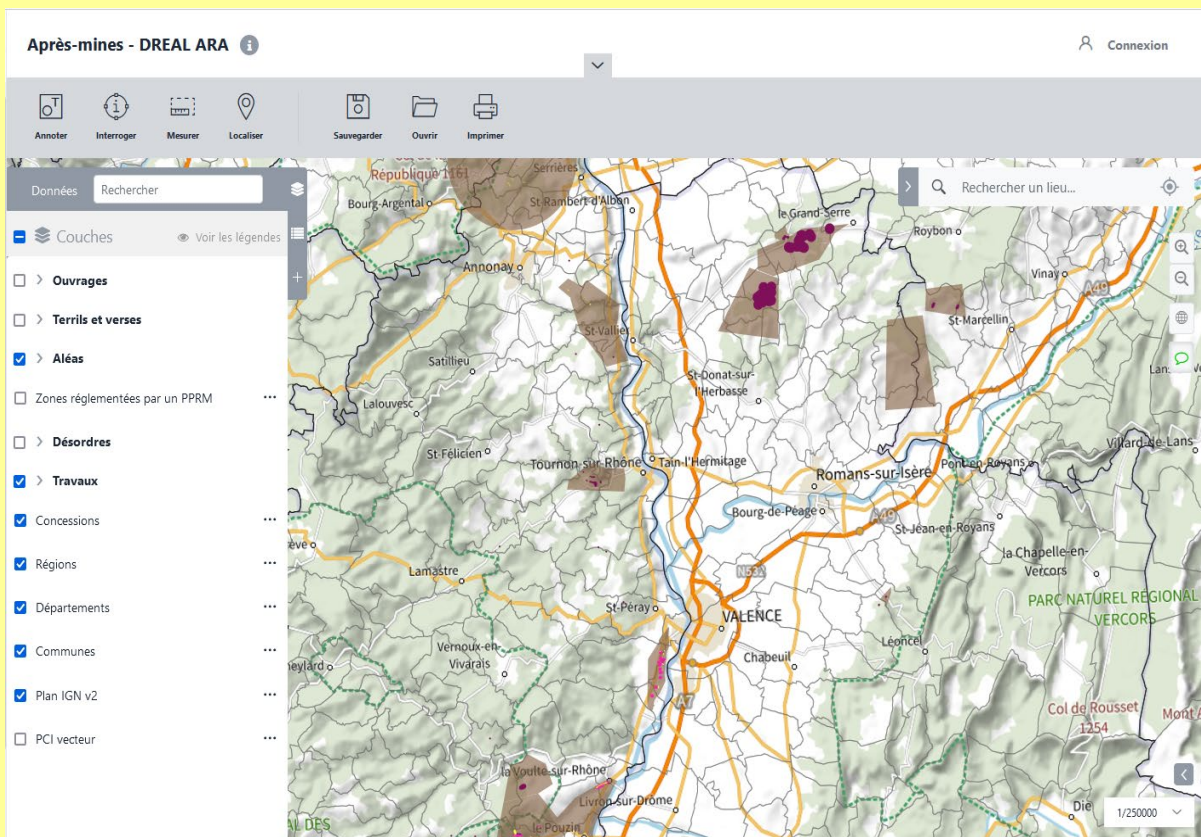 Après-mines - DREAL ARA
Connexion
Annoter
Interroger
Mesurer
Localiser
Sauvegarder
Ouvrir
Imprimer
Données
Rechercher
Rechercher un lieu...
Couches
Voir les légendes
Ouvrages
Terrils et verses
Aléas
Zones réglementées par un PPRM
Désordres
Travaux
Concessions
Régions
Départements
Communes
Plan IGN v2
PCI vecteur
République 1161
Serrières
Bourg-Argental
St-Rambert-d'Albon
le Grand-Serre
Roybon
Annonay
Vinay
A49
St-Vallier
St-Marcellin
Satillieu
St-Donat-sur-
l'Herbasse
Lalouvesc
St-Félicien
Villard-de-Lans
Tournon-sur-Rhône
Tain-l'Hermitage
Romans-sur-Isère
Pont-en-Royans
Bourg-de-Péage
A49
St-Jean-en-Royans
la Chapelle-en-
Vercors
Lamastre
N532
St-Péray
VALENCE
PARC NATUREL RÉGIONAL
VERCORS
Léoncel
Vernoux-en-
Vivarais
Chabeuil
eylard
A7
Col de Rousset
1254
Mont A
la Voulte-sur-Rhône
Livron-sur-Drôme
le Pouzin
Die
AL DES
1/250000